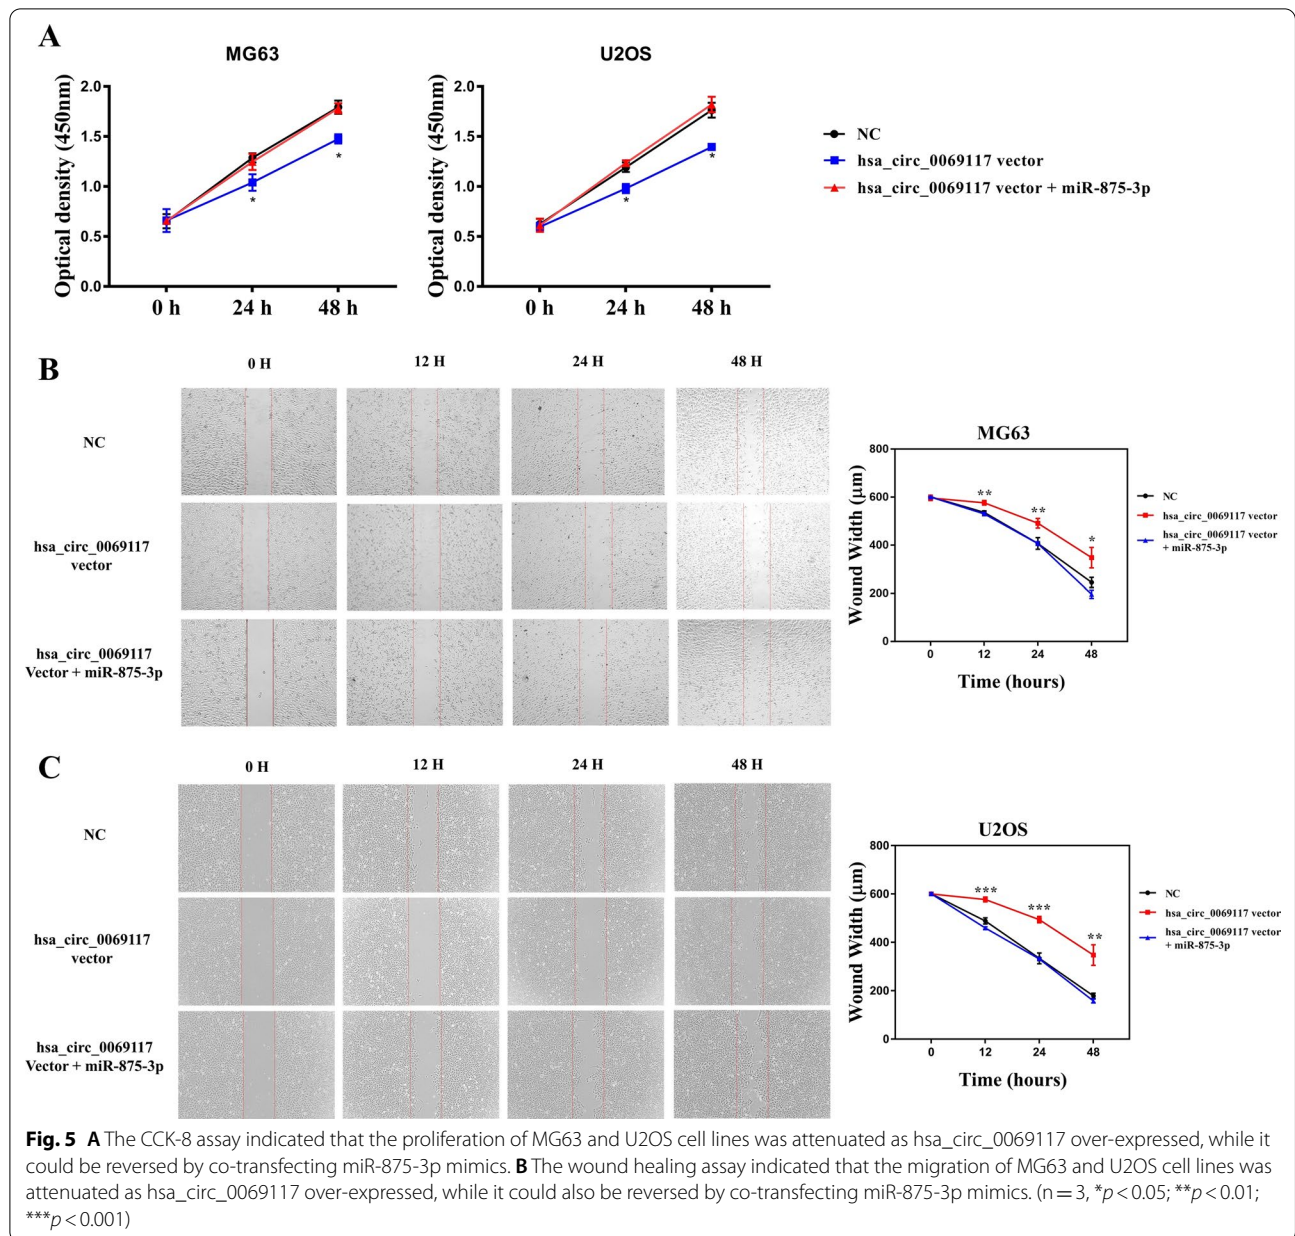 A
MG63
U2OS
Optical density (450nm)
2.0
1.5
1.0
0.5
0.0
*
*
0 h
24 h
48 h
Optical density (450nm)
2.0
1.5
1.0
0.5
0.0
*
*
0 h
24 h
48 h
NC
hsa_circ_0069117 vector
hsa_circ_0069117 vector + miR-875-3p
B
0 H
12 H
24 H
48 H
NC
hsa_circ_0069117
vector
hsa_circ_0069117
Vector + miR-875-3p
MG63
Wound Width (μm)
800
600
400
200
0
**
**
*
0
12
24
48
Time (hours)
NC
hsa_circ_0069117 vector
hsa_circ_0069117 vector
+ miR-875-3p
C
0 H
12 H
24 H
48 H
NC
hsa_circ_0069117
vector
hsa_circ_0069117
Vector + miR-875-3p
U2OS
Wound Width (μm)
800
600
400
200
0
***
***
**
0
12
24
48
Time (hours)
NC
hsa_circ_0069117 vector
hsa_circ_0069117 vector
+ miR-875-3p
Fig. 5 A The CCK-8 assay indicated that the proliferation of MG63 and U2OS cell lines was attenuated as hsa_circ_0069117 over-expressed, while it
could be reversed by co-transfecting miR-875-3p mimics. B The wound healing assay indicated that the migration of MG63 and U2OS cell lines was
attenuated as hsa_circ_0069117 over-expressed, while it could also be reversed by co-transfecting miR-875-3p mimics. (n = 3, *p < 0.05; **p < 0.01;
***p < 0.001)